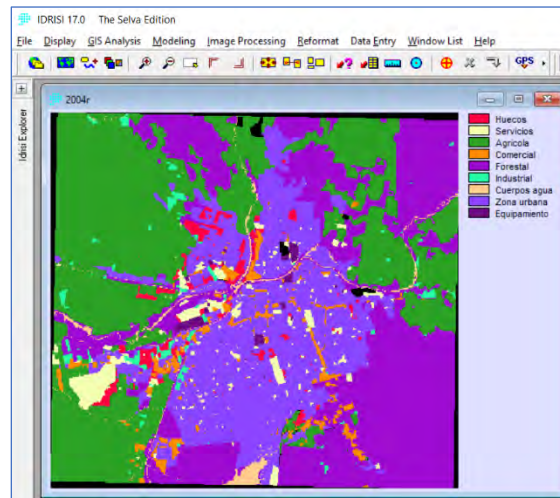 IDRISI 17.0 The Selva Edition
File Display GIS Analysis Modeling Image Processing Reformat Data Entry Window List Help
GPS
Idrisi Explorer
2004r
Huecos
Servicios
Agricola
Comercial
Forestal
Industrial
Cuerpos agua
Zona urbana
Equipamiento